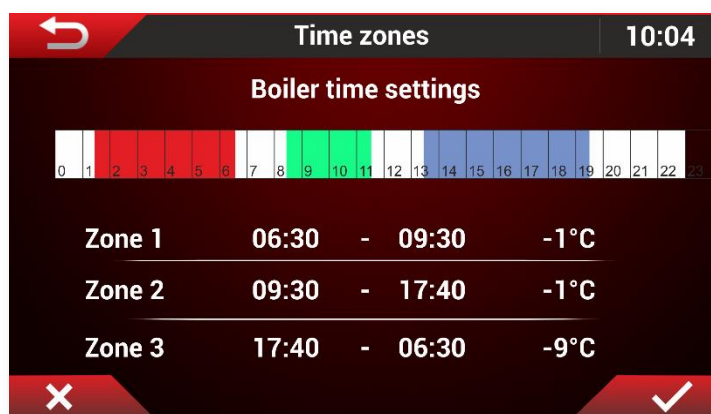 Time zones 10:04
Boiler time settings
0 1 2 3 4 5 6 7 8 9 10 11 12 13 14 15 16 17 18 19 20 21 22 23
Zone 1 06:30 - 09:30 -1°C
Zone 2 09:30 - 17:40 -1°C
Zone 3 17:40 - 06:30 -9°C